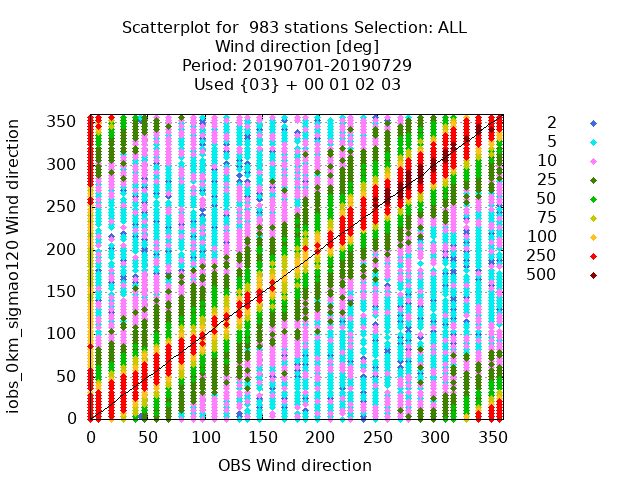 Scatterplot for  983 stations Selection: ALL
Wind direction [deg]
Period: 20190701-20190729
Used {03} + 00 01 02 03
iobs_0km_sigmao120 Wind direction
350
300
250
200
150
100
50
0
0 50 100 150 200 250 300 350
OBS Wind direction
2
5
10
25
50
75
100
250
500